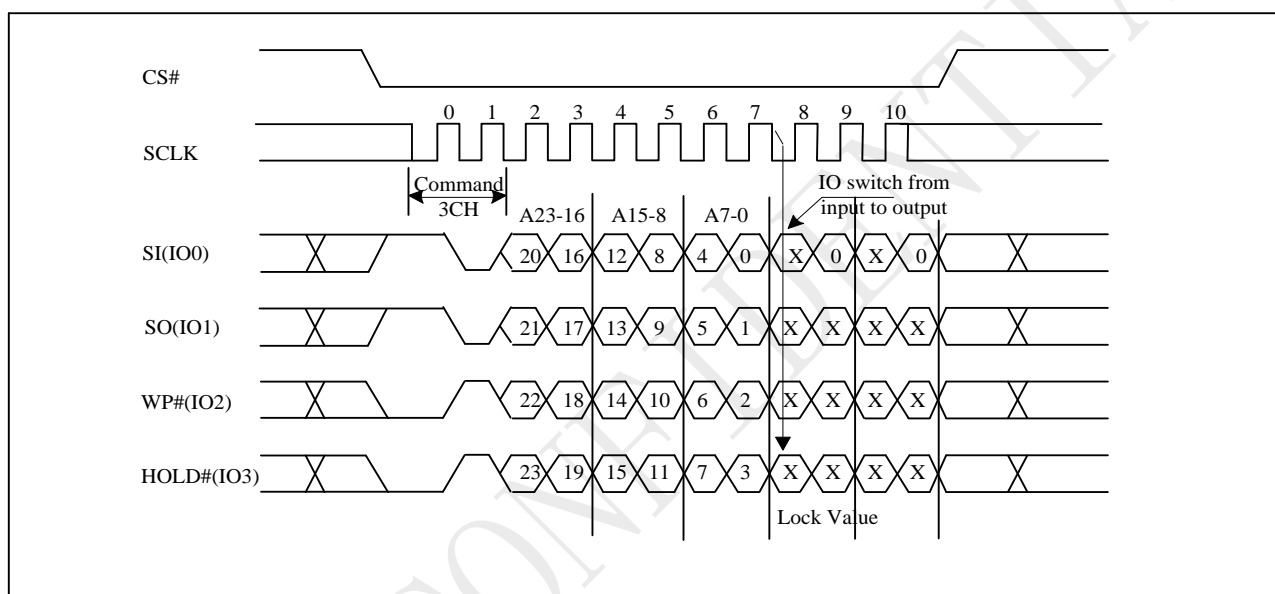 CS#
0 1 2 3 4 5 6 7 8 9 10
SCLK
Command
3CH
IO switch from
input to output
A23-16 A15-8 A7-0
SI(IO0) 20 16 12 8 4 0 X 0 X 0
SO(IO1) 21 17 13 9 5 1 X X X X
WP#(IO2) 22 18 14 10 6 2 X X X X
HOLD#(IO3) 23 19 15 11 7 3 X X X X
Lock Value
CONFIDENTIA